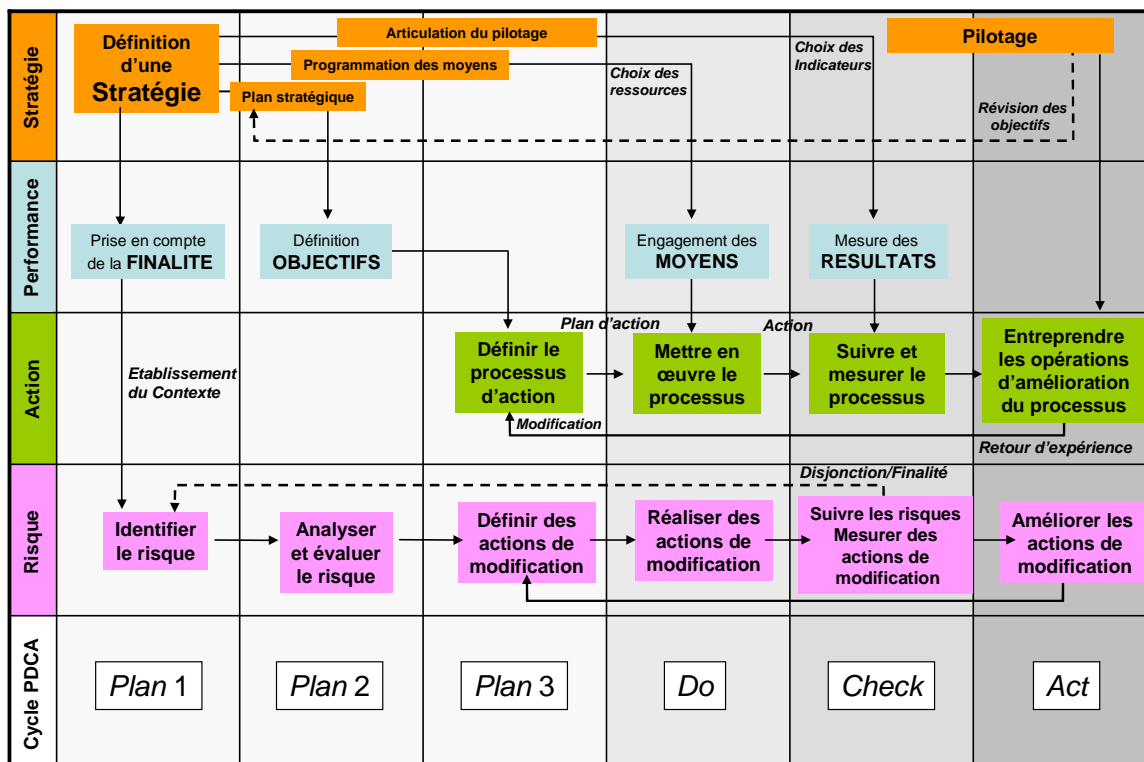 Stratégie
Définition
d'une
Stratégie
Articulation du pilotage
Programmation des moyens
Plan stratégique
Choix des
ressources
Choix des
Indicateurs
Pilotage
Révision des
objectifs
Performance
Prise en compte
de la FINALITE
Définition
OBJECTIFS
Engagement des
MOYENS
Mesure des
RESULTATS
Action
Etablissement
du Contexte
Définir le
processus
d'action
Plan d'action
Mettre en
œuvre le
processus
Action
Suivre et
mesurer le
processus
Entreprendre
les opérations
d'amélioration
du processus
Modification
Retour d'expérience
Risque
Disjonction/Finalité
Identifier
le risque
Analyser
et évaluer
le risque
Définir des
actions de
modification
Réaliser des
actions de
modification
Suivre les risques
Mesurer des
actions de
modification
Améliorer les
actions de
modification
Cycle PDCA
Plan 1
Plan 2
Plan 3
Do
Check
Act